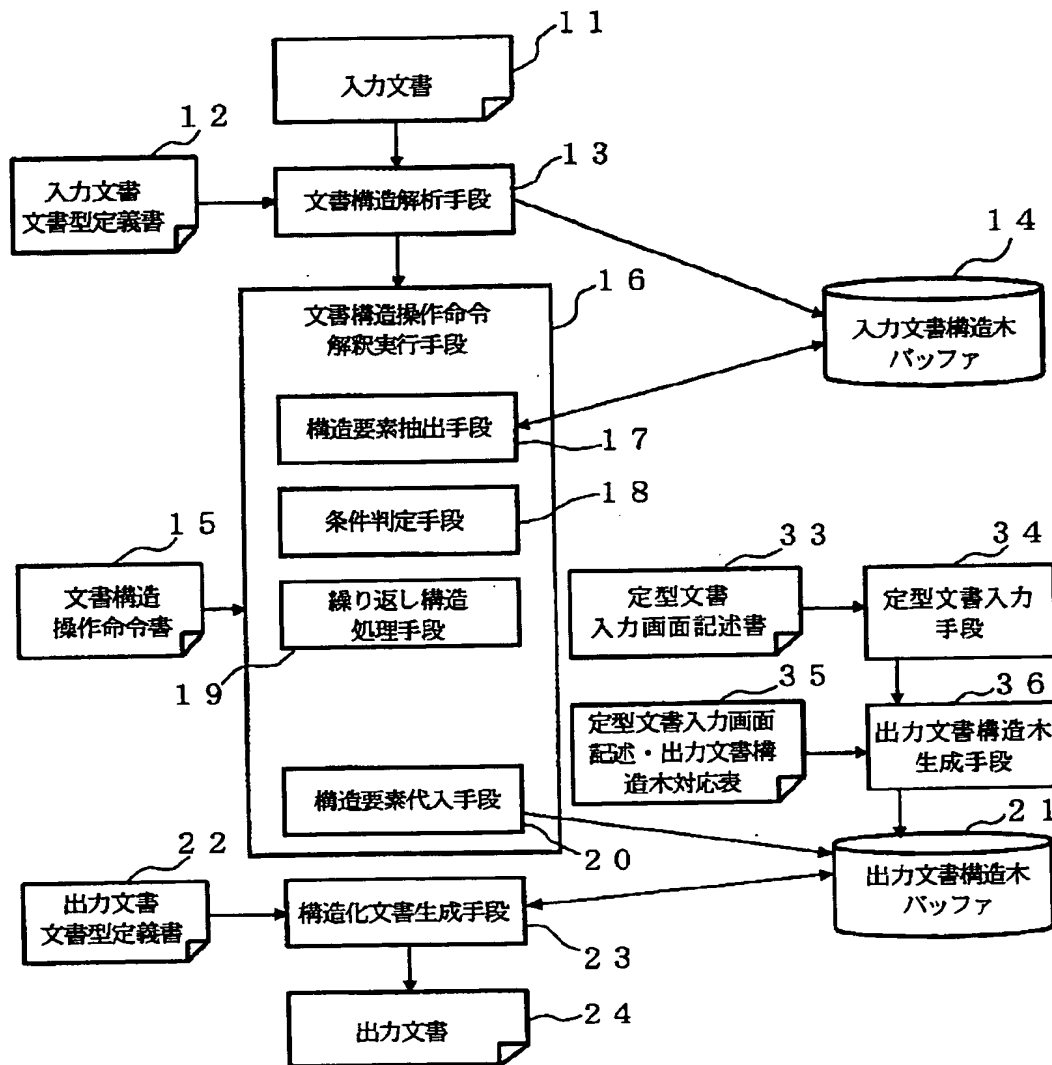 11
入力文書
12
入力文書
文書型定義書
13
文書構造解析手段
14
入力文書構造木
バッファ
16
文書構造操作命令
解釈実行手段
構造要素抽出手段
17
18
条件判定手段
15
文書構造
操作命令書
繰り返し構造
処理手段
19
33
定型文書
入力画面記述書
34
定型文書入力
手段
35
定型文書入力画面
記述・出力文書構
造木対応表
36
出力文書構造木
生成手段
構造要素代入手段
20
21
出力文書構造木
バッファ
22
出力文書
文書型定義書
構造化文書生成手段
23
出力文書
24